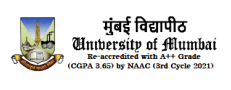 मुंबई विद्यापीठ
University of Mumbai
Re-accredited with A++ Grade
(CGPA 3.65) by NAAC (3rd Cycle 2021)